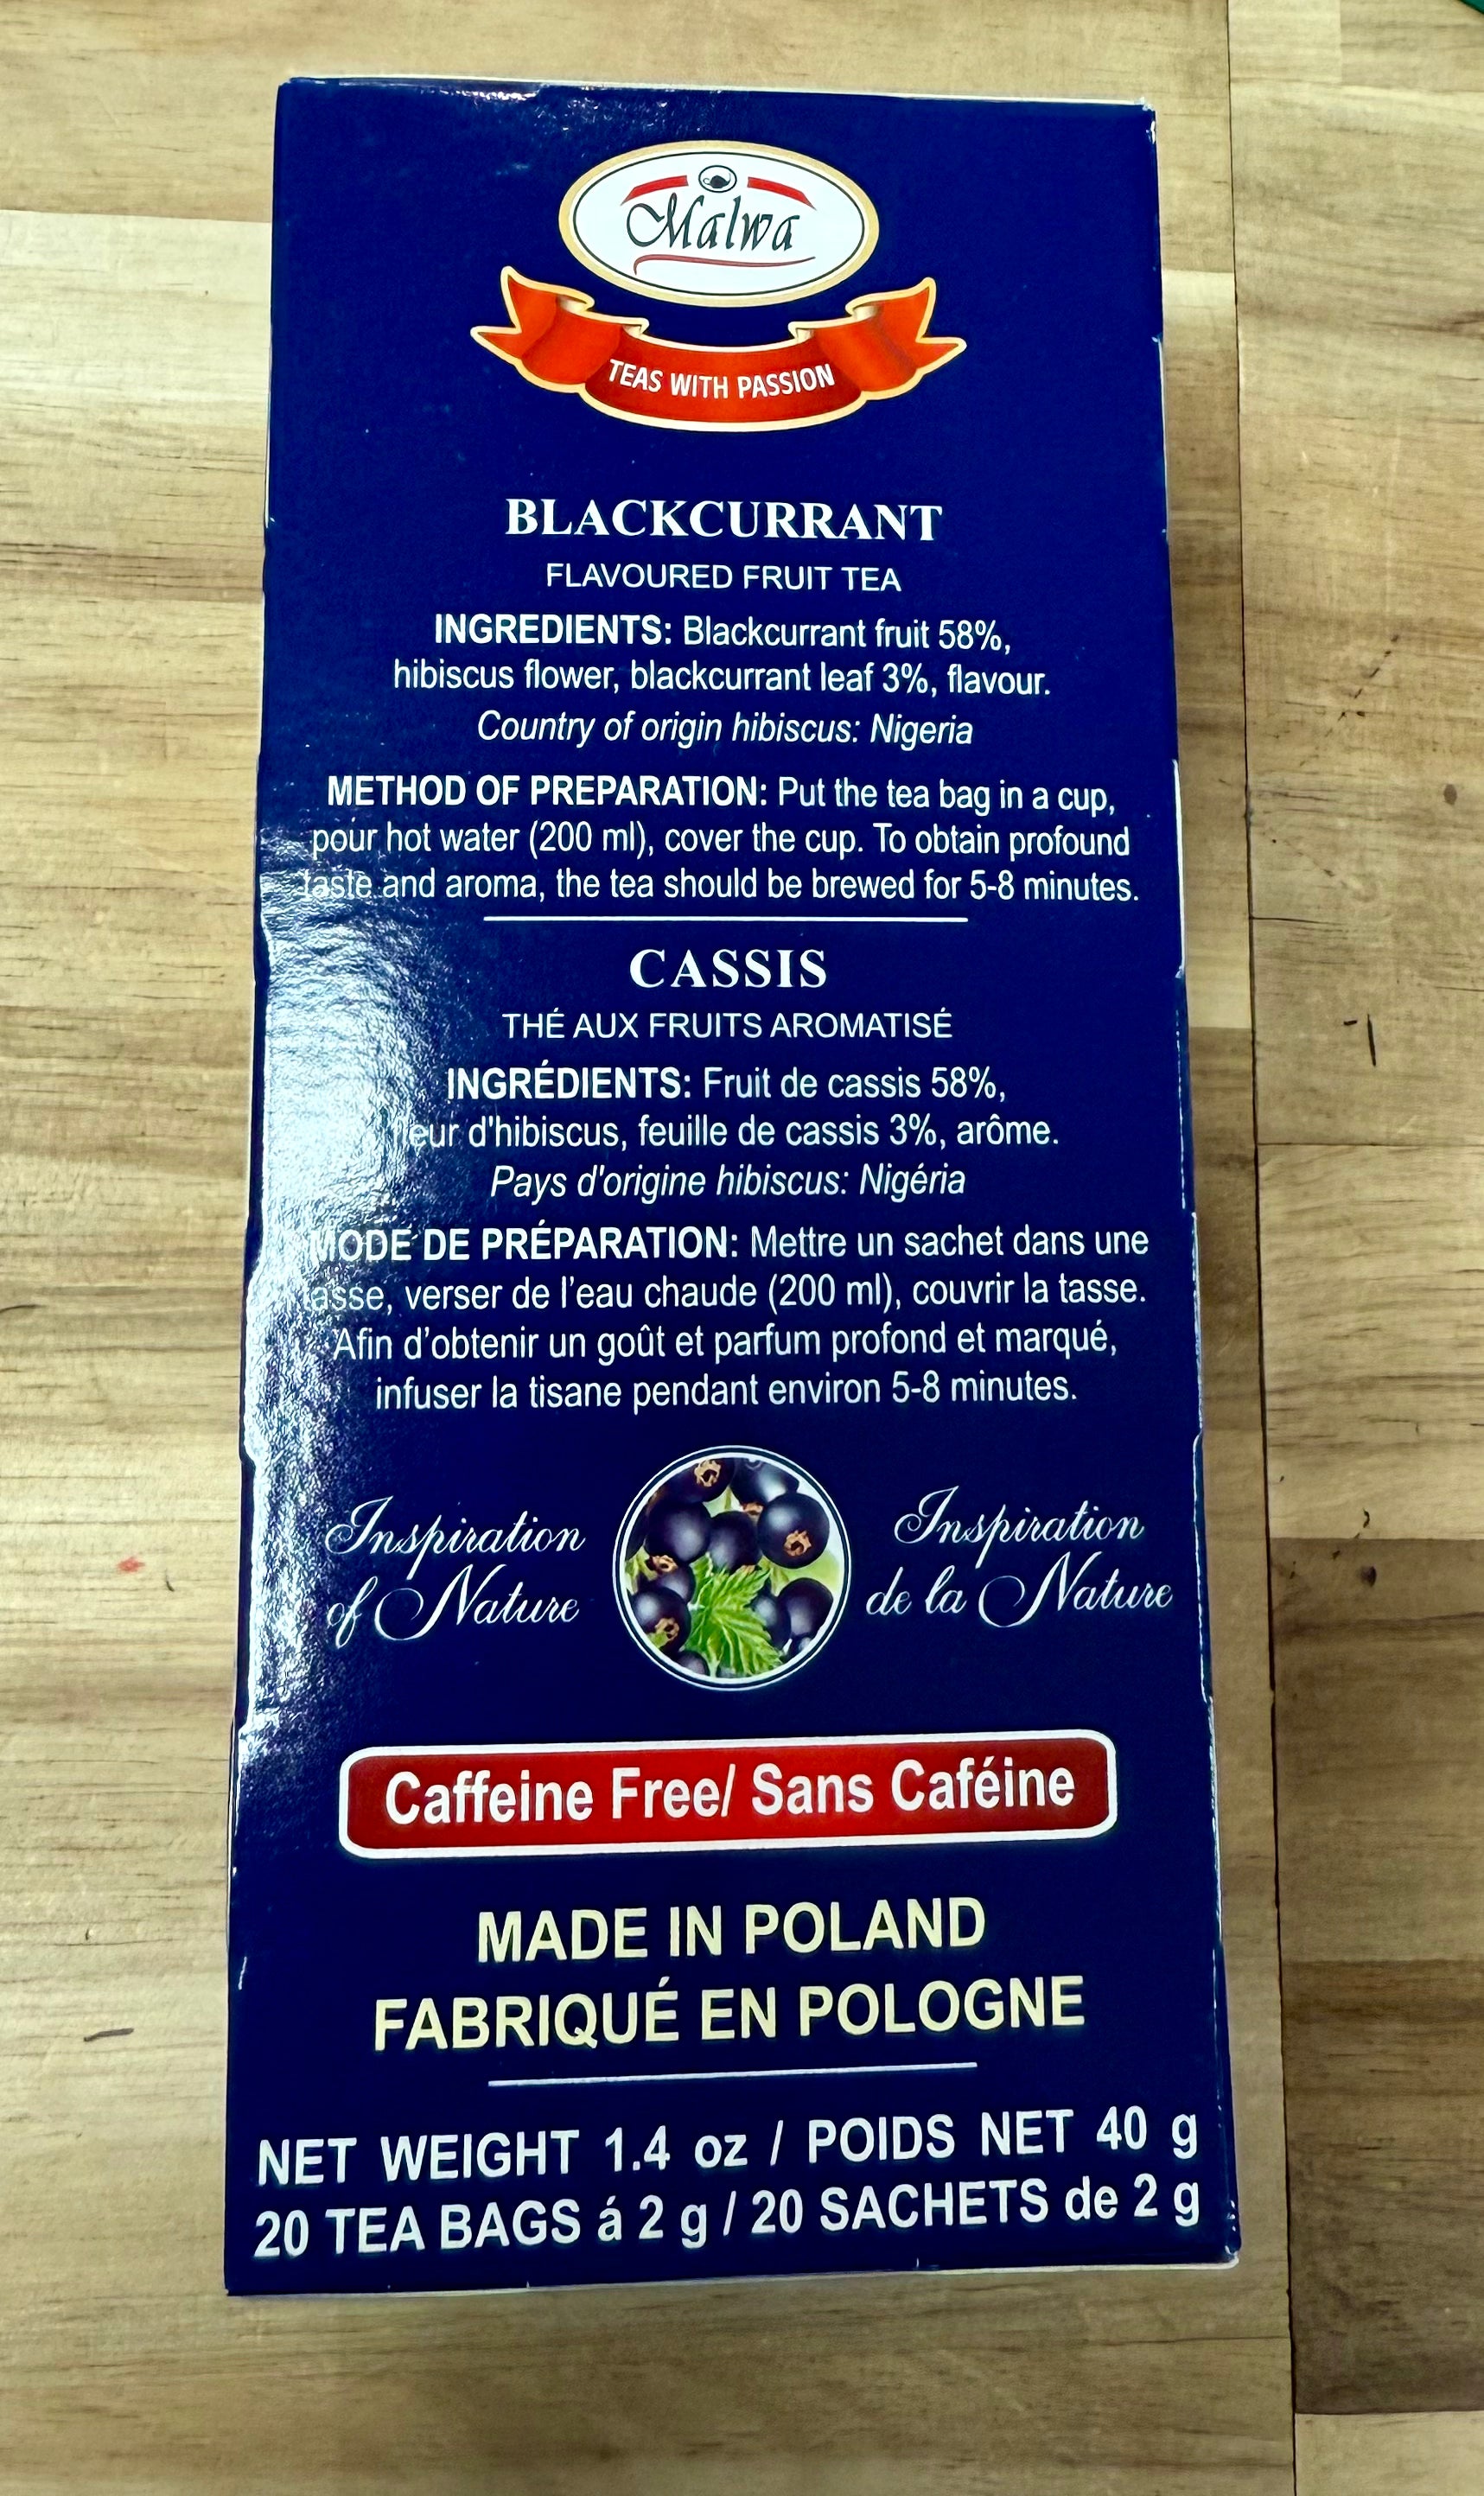 Malwa
TEAS WITH PASSION
BLACKCURRANT
FLAVOURED FRUIT TEA
INGREDIENTS: Blackcurrant fruit 58%,
hibiscus flower, blackcurrant leaf 3%, flavour.
Country of origin hibiscus: Nigeria
METHOD OF PREPARATION: Put the tea bag in a cup,
pour hot water (200 ml), cover the cup. To obtain profound
taste and aroma, the tea should be brewed for 5-8 minutes.
CASSIS
THÉ AUX FRUITS AROMATISÉ
INGRÉDIENTS: Fruit de cassis 58%,
fleur d'hibiscus, feuille de cassis 3%, arôme.
Pays d'origine hibiscus: Nigéria
MODE DE PRÉPARATION: Mettre un sachet dans une
tasse, verser de l'eau chaude (200 ml), couvrir la tasse.
Afin d'obtenir un goût et parfum profond et marqué,
infuser la tisane pendant environ 5-8 minutes.
Inspiration
of Nature
Inspiration
de la Nature
Caffeine Free/ Sans Caféine
MADE IN POLAND
FABRIQUÉ EN POLOGNE
NET WEIGHT 1.4 oz / POIDS NET 40 g
20 TEA BAGS á 2 g / 20 SACHETS de 2 g